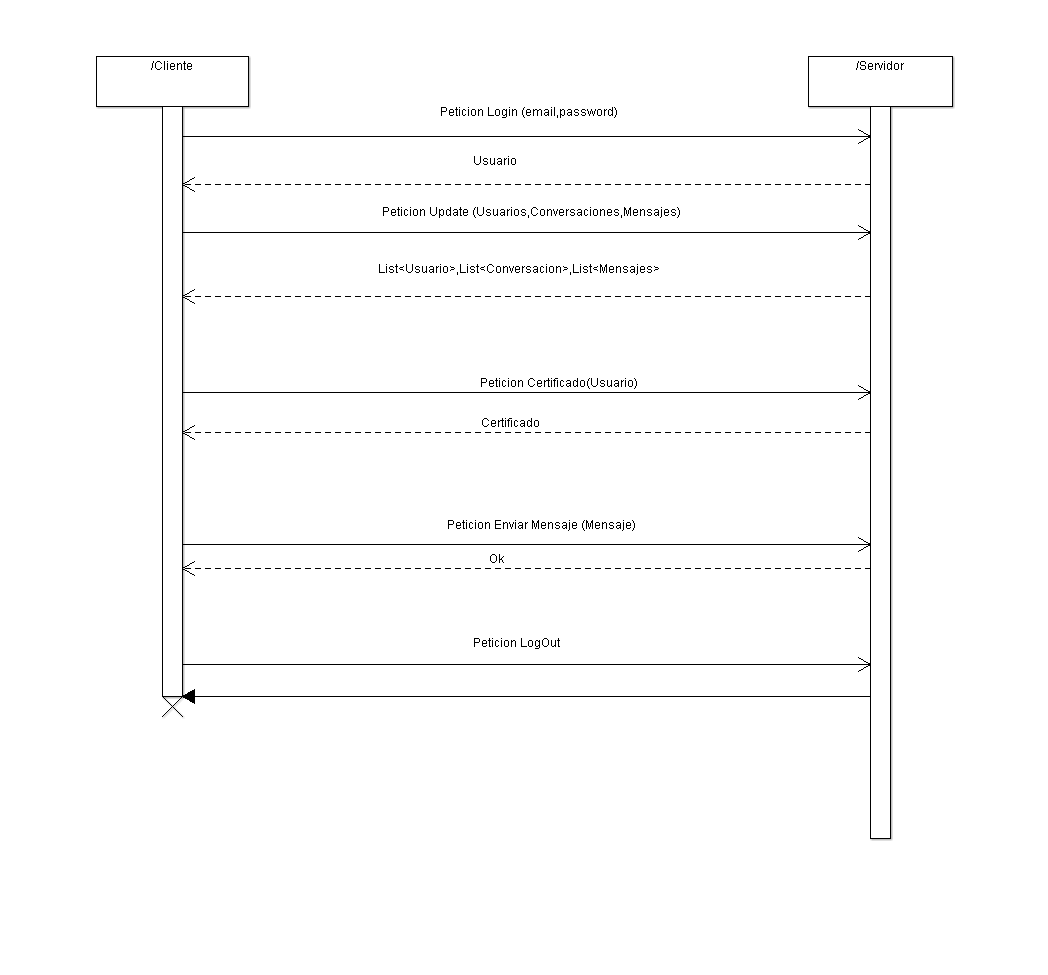 /Cliente
/Servidor
Peticion Login (email,password)
Usuario
Peticion Update (Usuarios,Conversaciones,Mensajes)
List<Usuario>,List<Conversacion>,List<Mensajes>
Peticion Certificado(Usuario)
Certificado
Peticion Enviar Mensaje (Mensaje)
Ok
Peticion LogOut